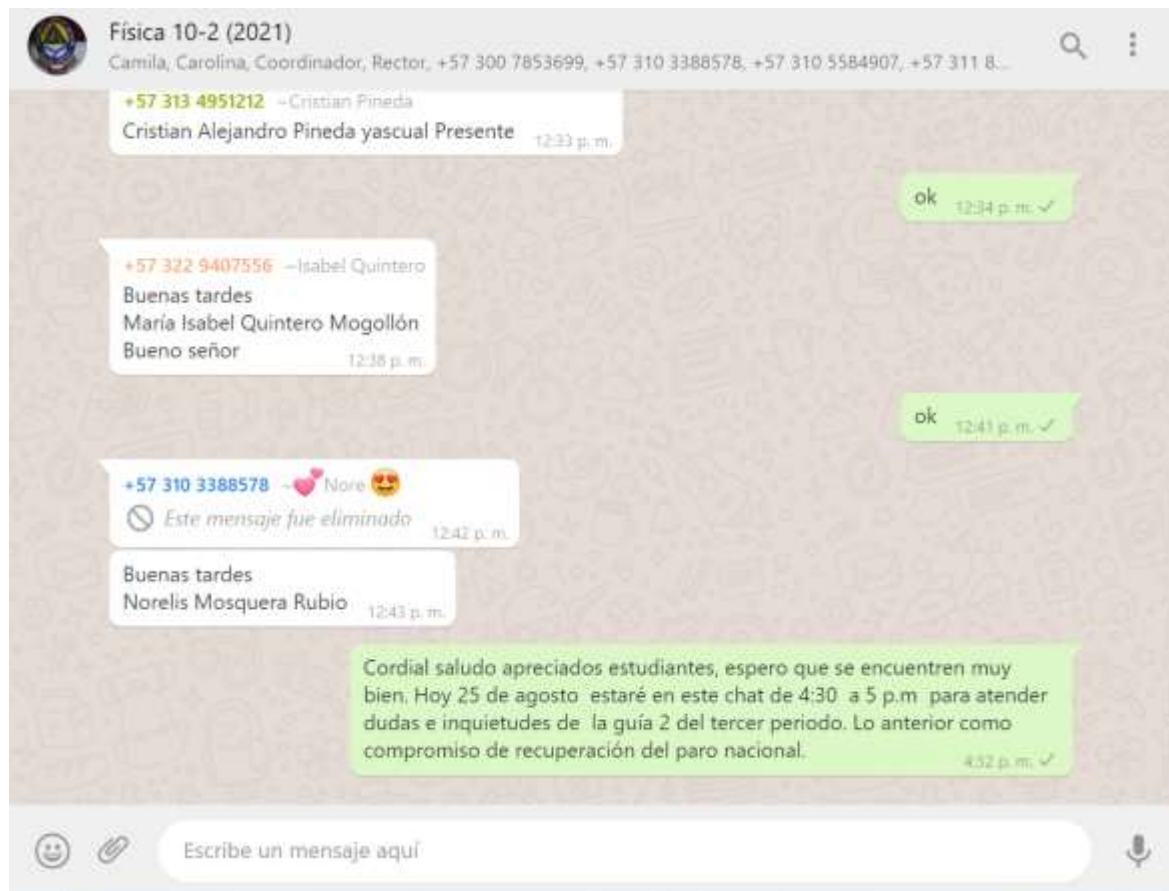 Física 10-2 (2021)
Camila, Carolina, Coordinador, Rector, +57 300 7853699, +57 310 3388578, +57 310 5584907, +57 311 8...
+57 313 4951212 ~Cristian Pineda
Cristian Alejandro Pineda yascual Presente 12:33 p. m.
ok 12:34 p. m.
+57 322 9407556 ~Isabel Quintero
Buenas tardes
María Isabel Quintero Mogollón
Bueno señor 12:38 p. m.
ok 12:41 p. m.
+57 310 3388578 ~💕Nore 😍
Este mensaje fue eliminado 12:42 p. m.
Buenas tardes
Norelis Mosquera Rubio 12:43 p. m.
Cordial saludo apreciados estudiantes, espero que se encuentren muy
bien. Hoy 25 de agosto estaré en este chat de 4:30 a 5 p.m para atender
dudas e inquietudes de la guía 2 del tercer periodo. Lo anterior como
compromiso de recuperación del paro nacional.
4:32 p. m.
Escribe un mensaje aquí